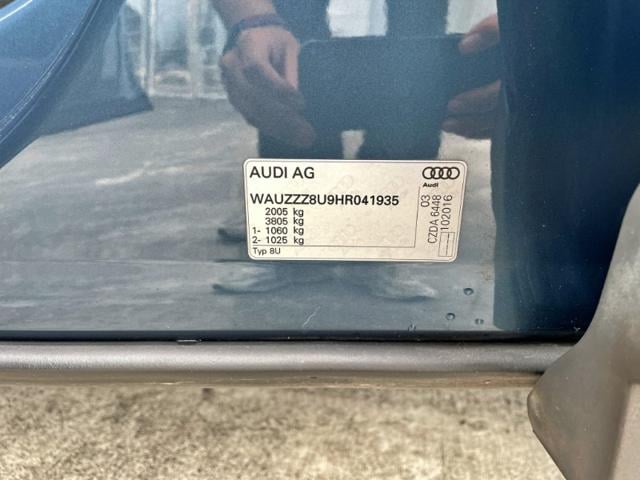 AUDI AG
Audi
WAUZZZ8U9HR041935
2005 kg
3805 kg
1- 1060 kg
2- 1025 kg
Typ 8U
03
CZDA 6448
102016